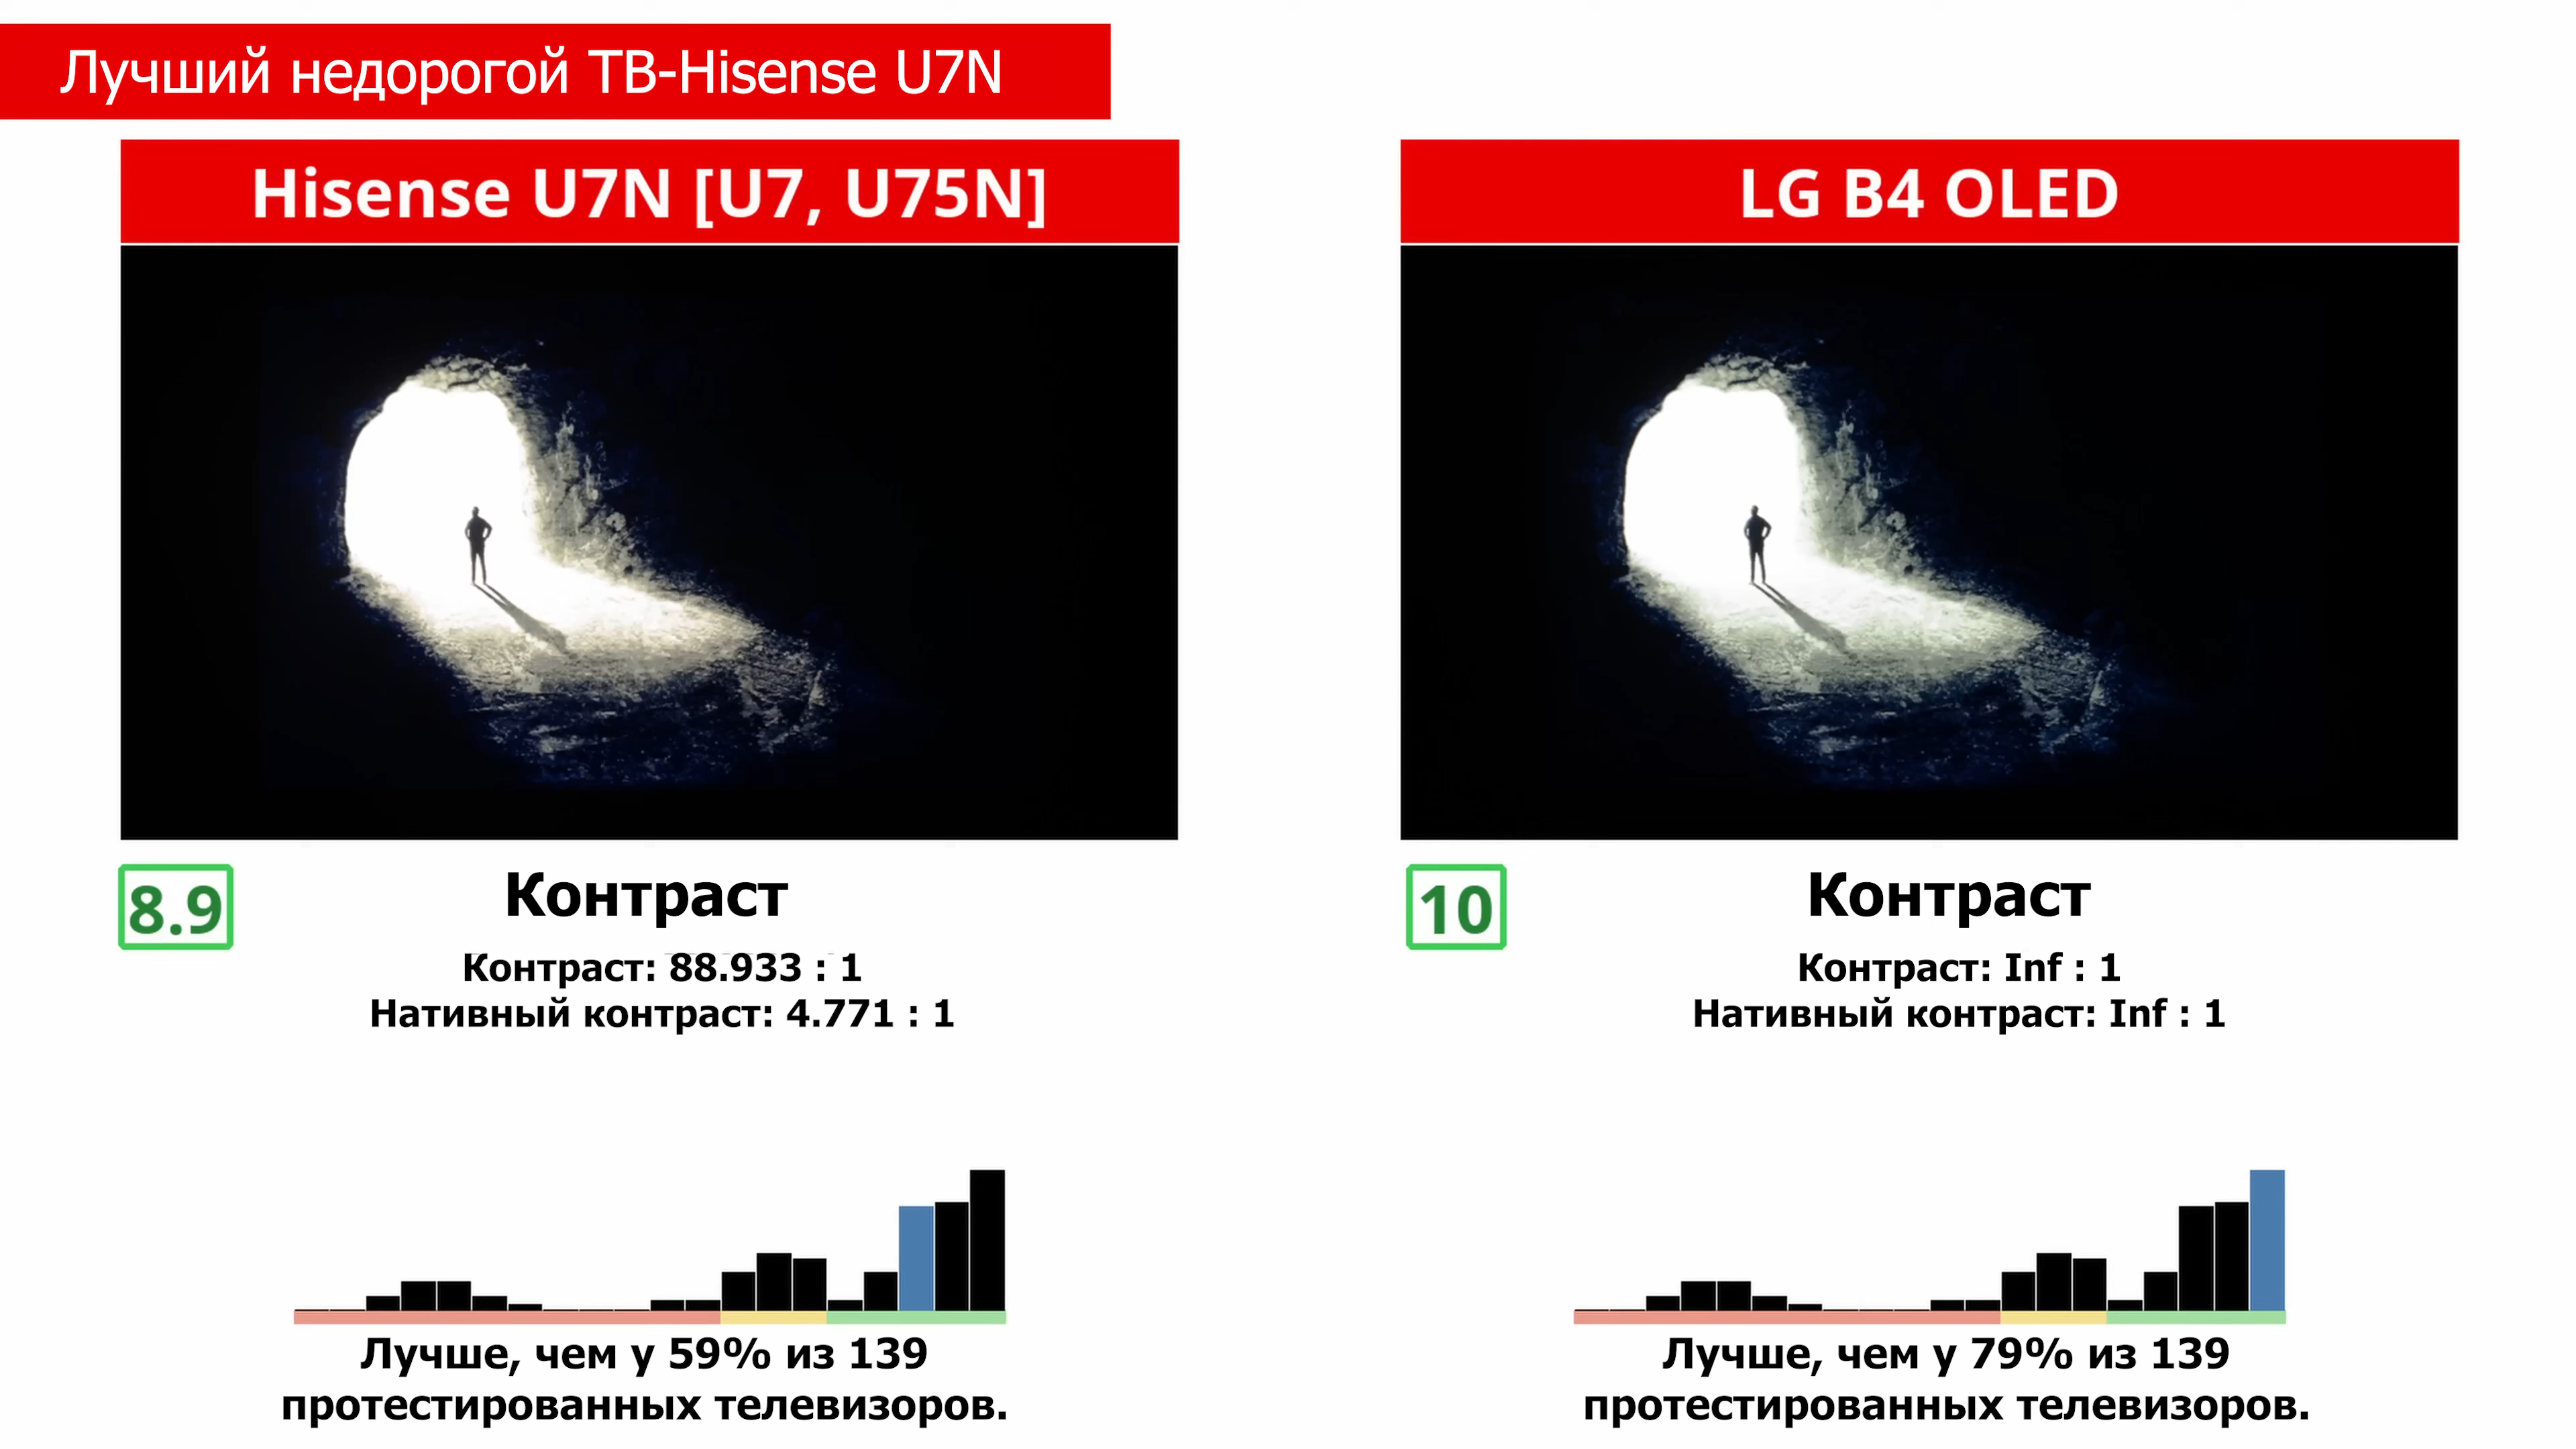 Лучший недорогой ТВ-Hisense U7N
Hisense U7N [U7, U75N]
8.9
Контраст
Контраст: 88.933 : 1
Нативный контраст: 4.771 : 1
Лучше, чем у 59% из 139
протестированных телевизоров.
LG B4 OLED
10
Контраст
Контраст: Inf : 1
Нативный контраст: Inf : 1
Лучше, чем у 79% из 139
протестированных телевизоров.